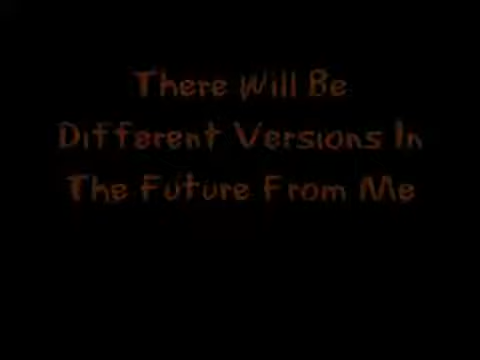 There Will Be
Different Versions In
The Future From Me